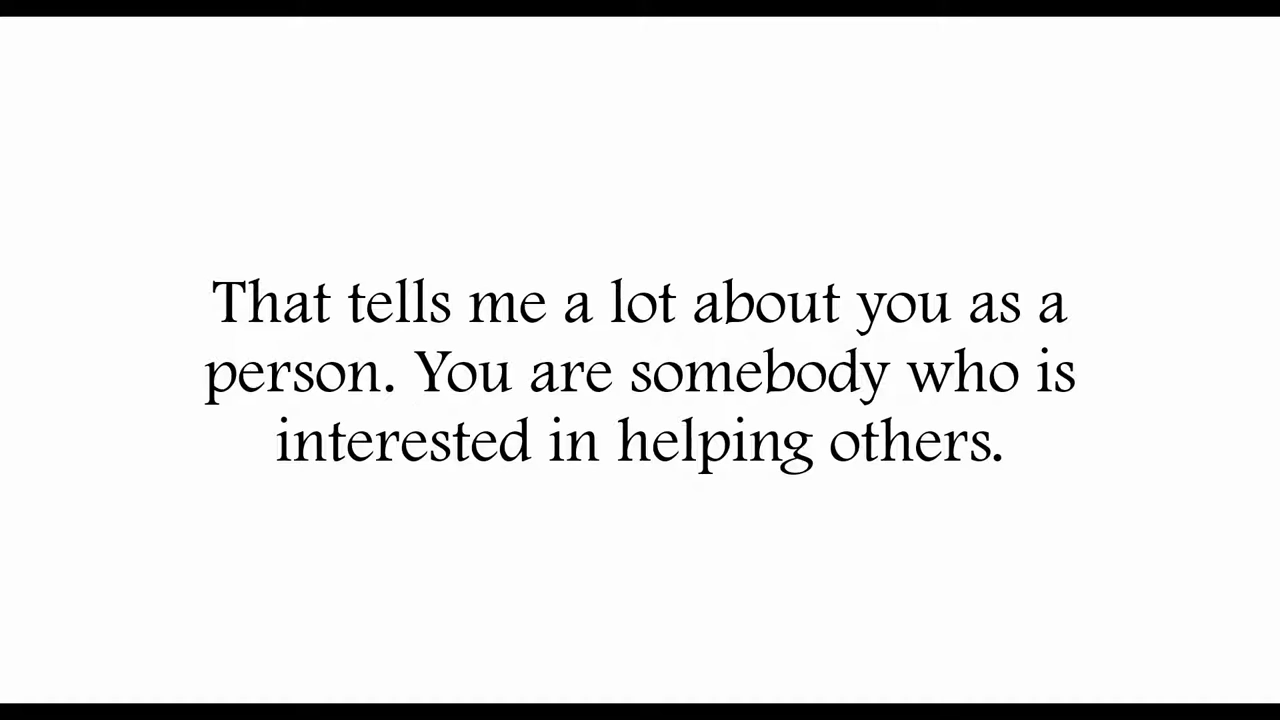 That tells me a lot about you as a
person. You are somebody who is
interested in helping others.